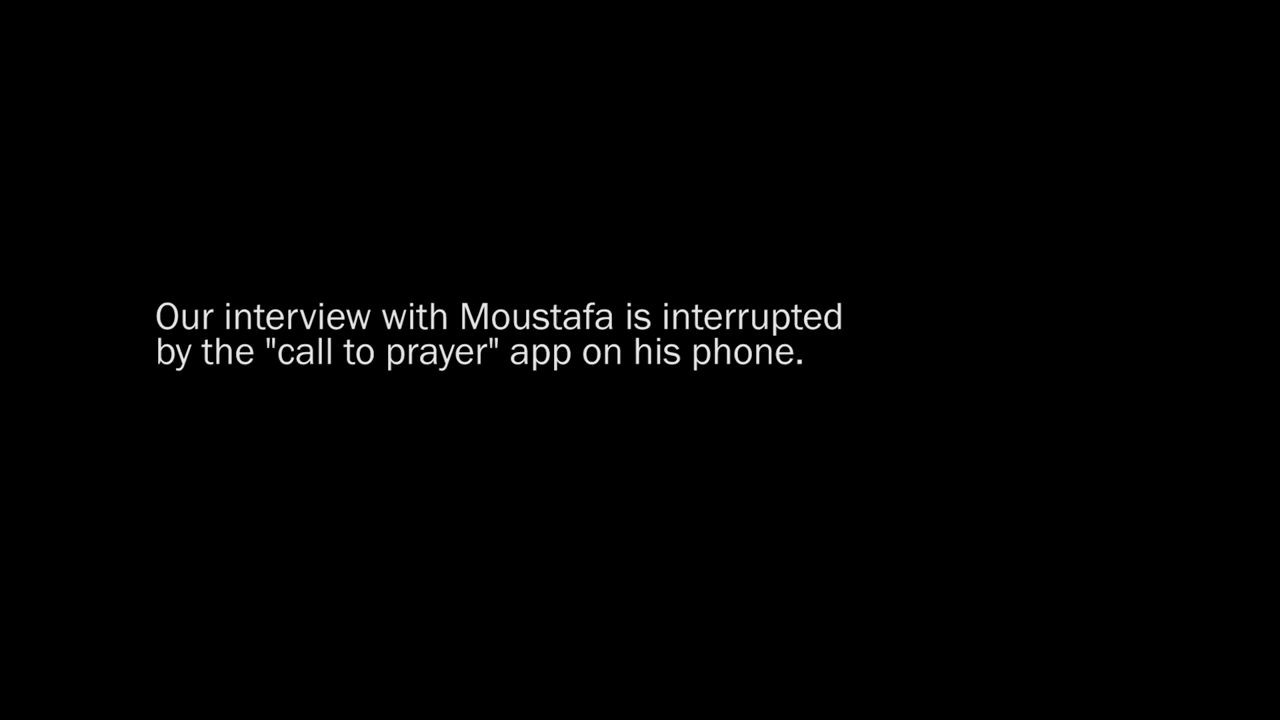 Our interview with Moustafa is interrupted
by the "call to prayer" app on his phone.